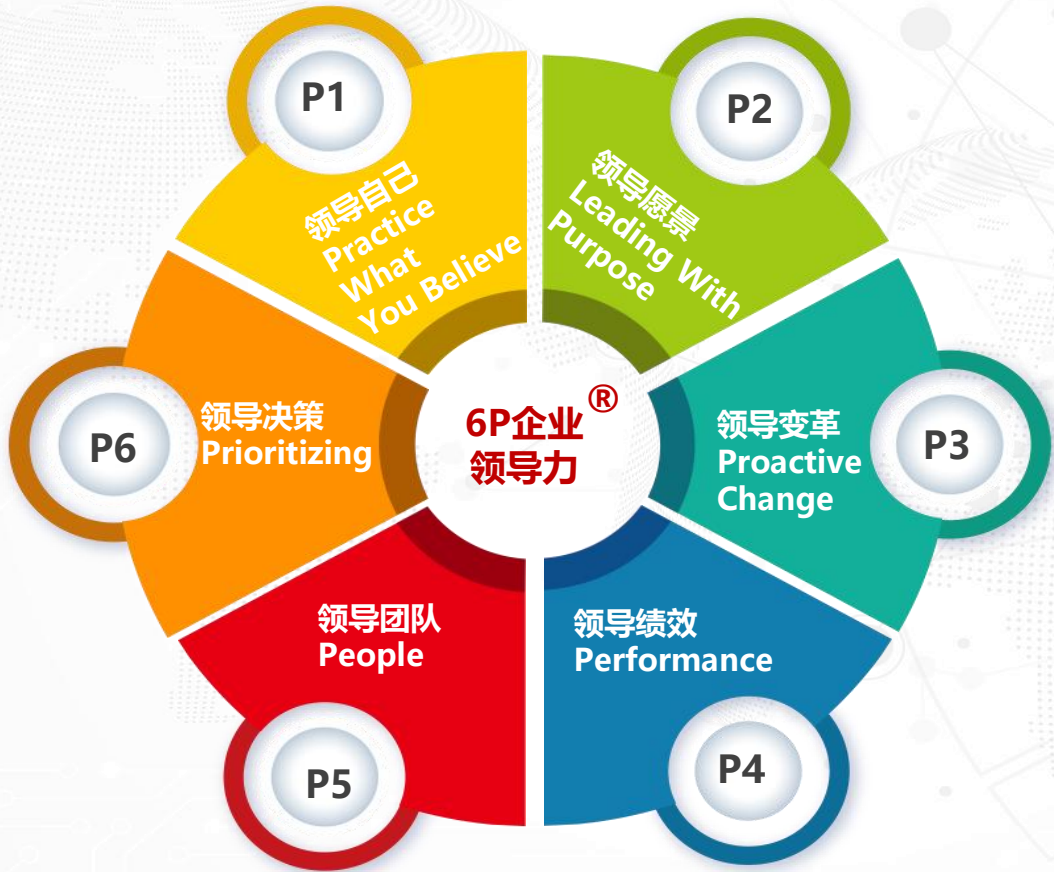 P1
领导自己
Practice
What
You Believe
P2
领导愿景
Leading With
Purpose
P3
领导变革
Proactive
Change
P4
领导绩效
Performance
P5
领导团队
People
P6
领导决策
Prioritizing
6P企业®
领导力